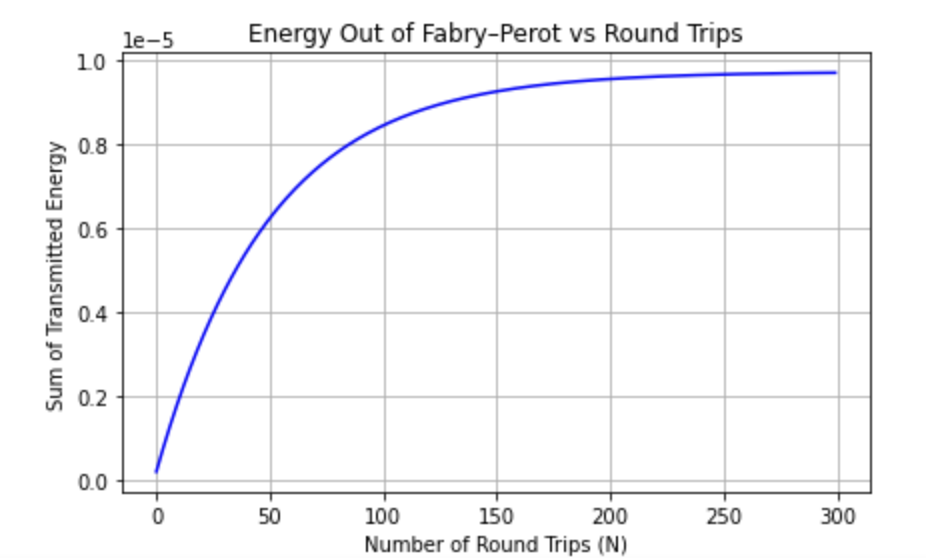 Energy Out of Fabry–Perot vs Round Trips
1e−5
1.0
0.8
0.6
0.4
0.2
0.0
Sum of Transmitted Energy
0 50 100 150 200 250 300
Number of Round Trips (N)